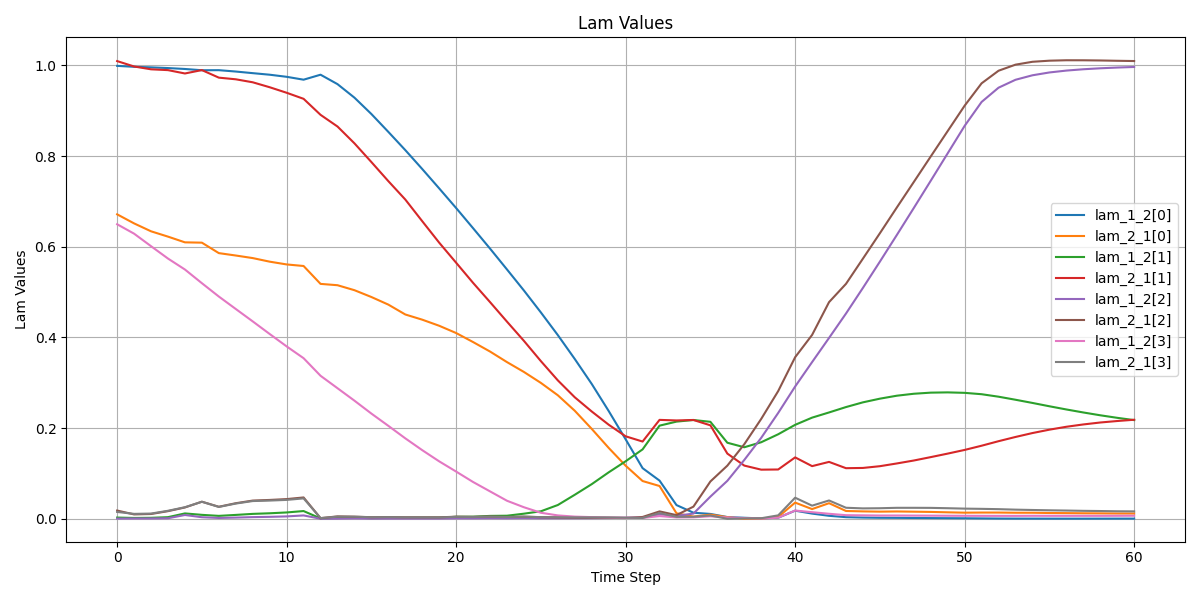 Lam Values
Lam Values
1.0
0.8
0.6
0.4
0.2
0.0
lam_1_2[0]
lam_2_1[0]
lam_1_2[1]
lam_2_1[1]
lam_1_2[2]
lam_2_1[2]
lam_1_2[3]
lam_2_1[3]
0 10 20 30 40 50 60
Time Step